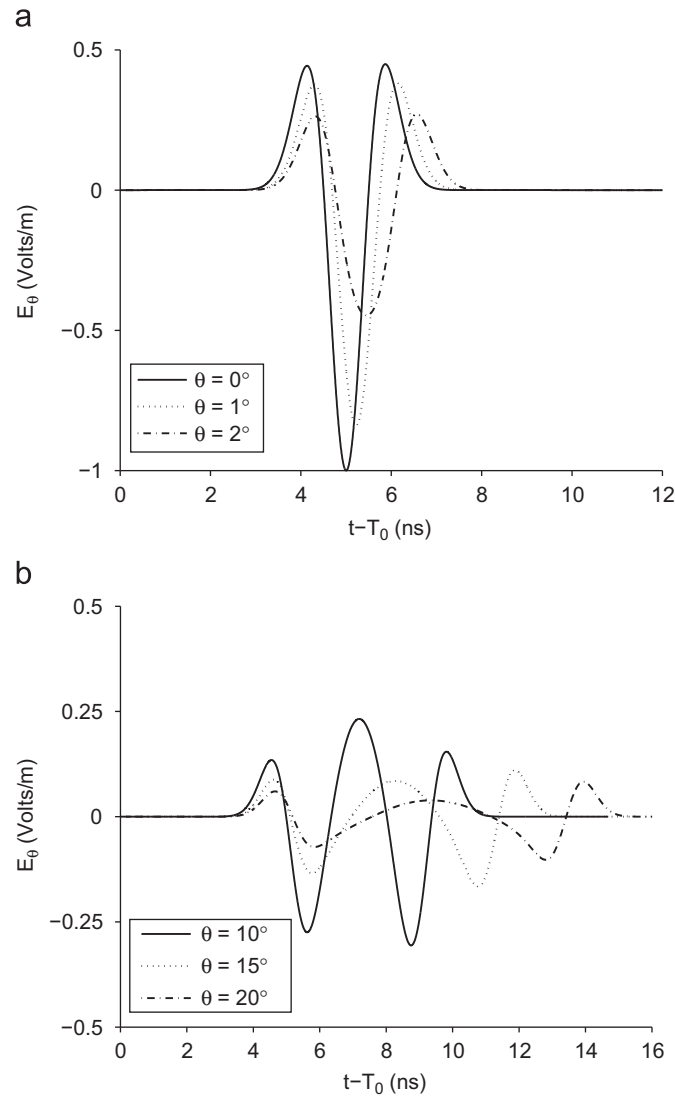 a
0.5
0
−0.5
−1
E_θ (Volts/m)
θ = 0°
θ = 1°
θ = 2°
0 2 4 6 8 10 12
t−T_0 (ns)
b
0.5
0.25
0
−0.25
−0.5
E_θ (Volts/m)
θ = 10°
θ = 15°
θ = 20°
0 2 4 6 8 10 12 14 16
t−T_0 (ns)